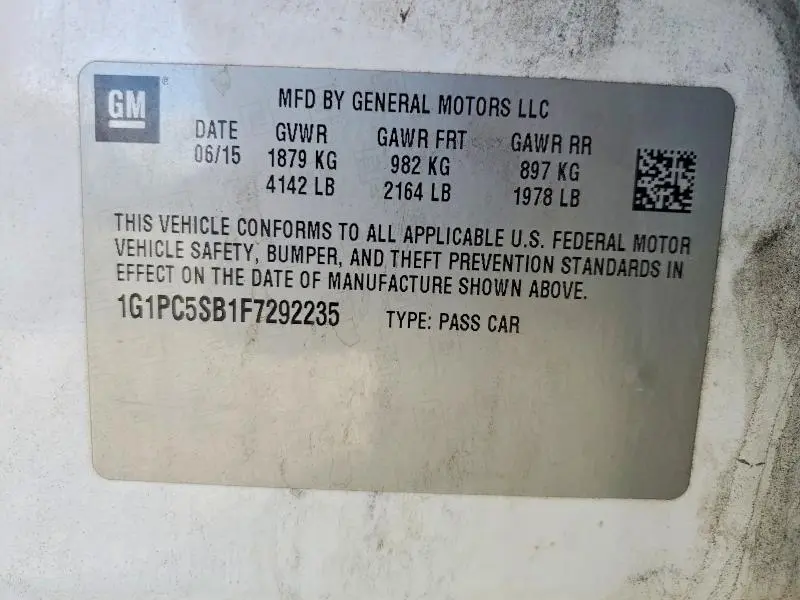 GM®
MFD BY GENERAL MOTORS LLC
DATE GVWR GAWR FRT GAWR RR
06/15 1879 KG 982 KG 897 KG
4142 LB 2164 LB 1978 LB
THIS VEHICLE CONFORMS TO ALL APPLICABLE U.S. FEDERAL MOTOR
VEHICLE SAFETY, BUMPER, AND THEFT PREVENTION STANDARDS IN
EFFECT ON THE DATE OF MANUFACTURE SHOWN ABOVE.
1G1PC5SB1F7292235 TYPE: PASS CAR